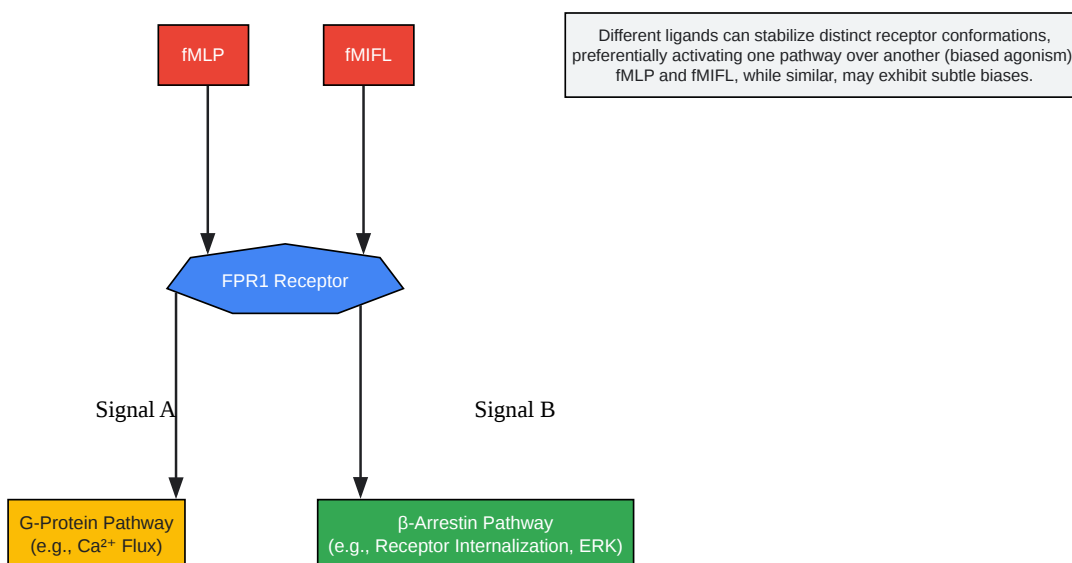 fMLP
fMIFL
Different ligands can stabilize distinct receptor conformations,
preferentially activating one pathway over another (biased agonism)
fMLP and fMIFL, while similar, may exhibit subtle biases.
FPR1 Receptor
Signal A
Signal B
G-Protein Pathway
(e.g., Ca²⁺ Flux)
β-Arrestin Pathway
(e.g., Receptor Internalization, ERK)